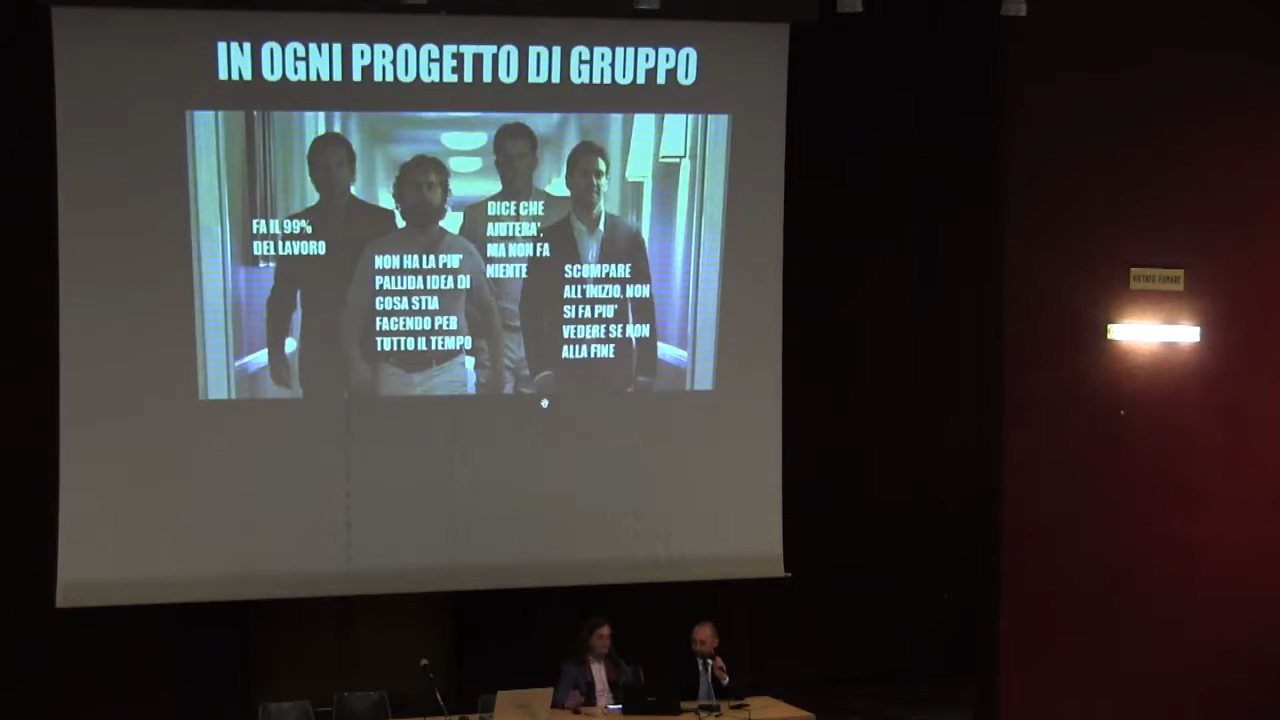 IN OGNI PROGETTO DI GRUPPO
FA IL 99%
DEL LAVORO
NON HA LA PIU'
PALLIDA IDEA DI
COSA STIA
FACENDO PER
TUTTO IL TEMPO
DICE CHE
AIUTERA',
MA NON FA
NIENTE
SCOMPARE
ALL'INIZIO, NON
SI FA PIU'
VEDERE SE NON
ALLA FINE
VIETATO FUMARE